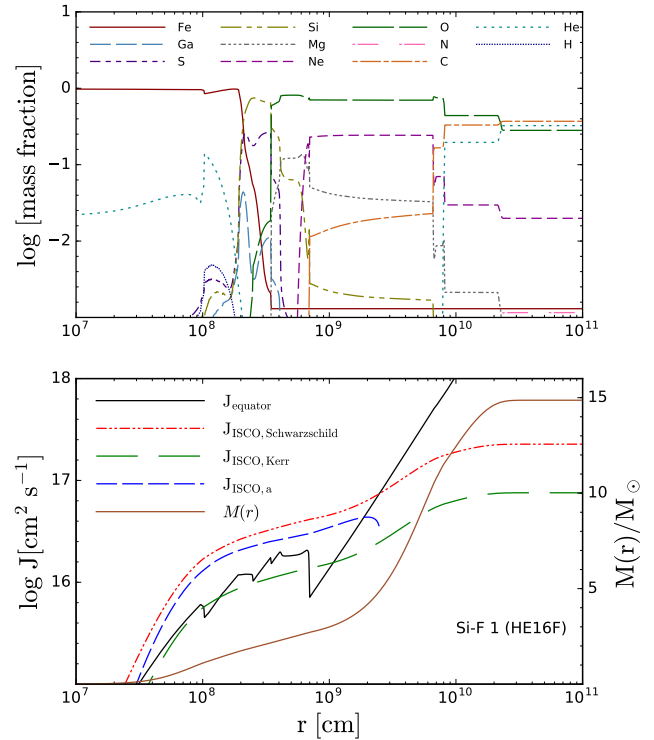 1
Fe Si O He
Ga Mg N H
S Ne C
0
−1
−2
log [mass fraction]
10^7 10^8 10^9 10^10 10^11
18
17
16
log J[cm^2 s^−1]
J_equator
J_ISCO, Schwarzschild
J_ISCO, Kerr
J_ISCO, a
M(r)
15
10
5
0
M(r)/M_⊙
Si-F 1 (HE16F)
10^7 10^8 10^9 10^10 10^11
r [cm]